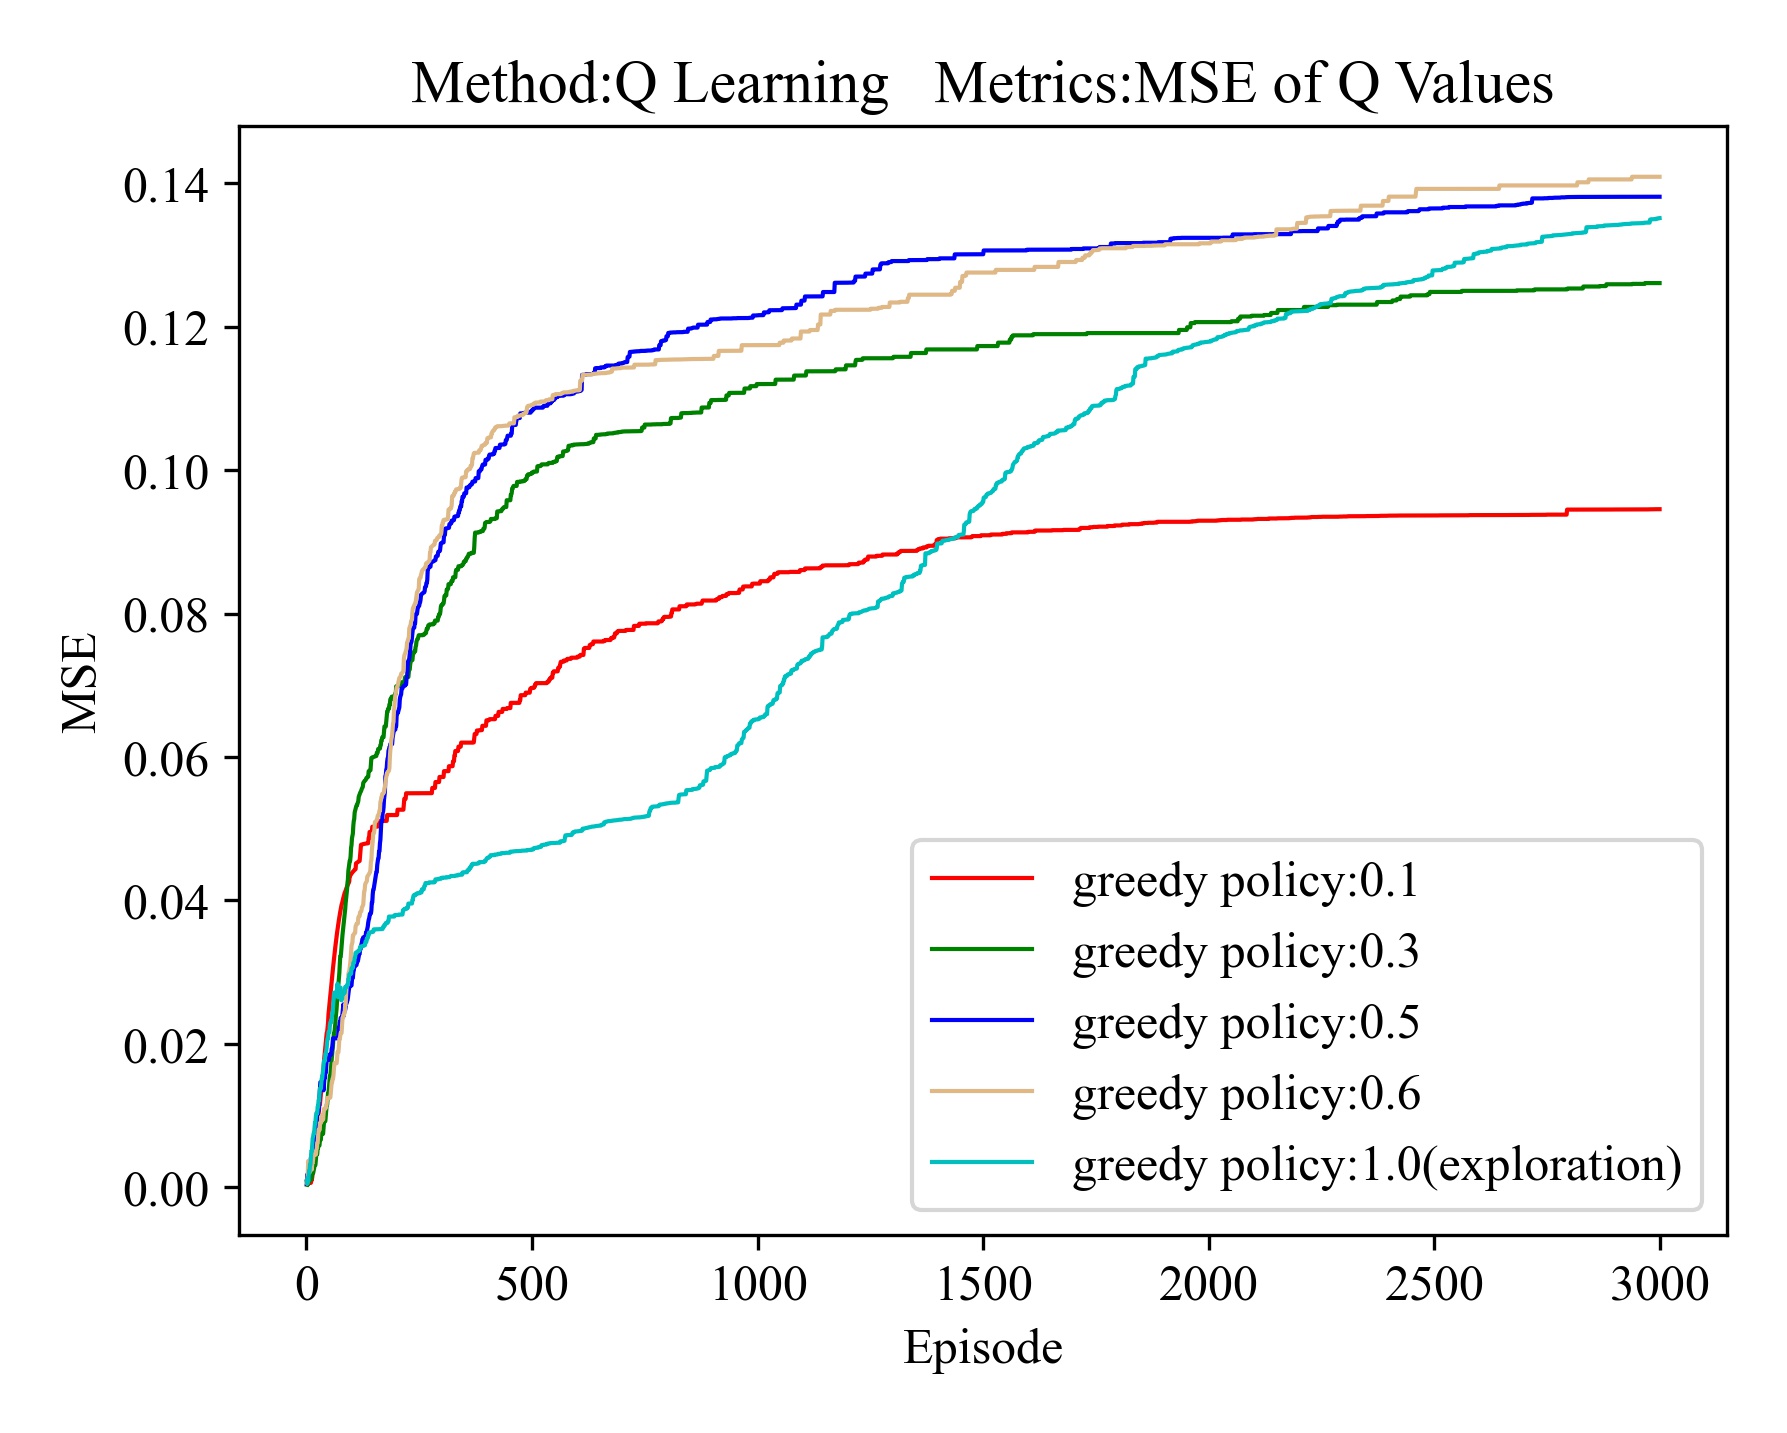 Method:Q Learning   Metrics:MSE of Q Values
MSE
0.14
0.12
0.10
0.08
0.06
0.04
0.02
0.00
greedy policy:0.1
greedy policy:0.3
greedy policy:0.5
greedy policy:0.6
greedy policy:1.0(exploration)
0 500 1000 1500 2000 2500 3000
Episode